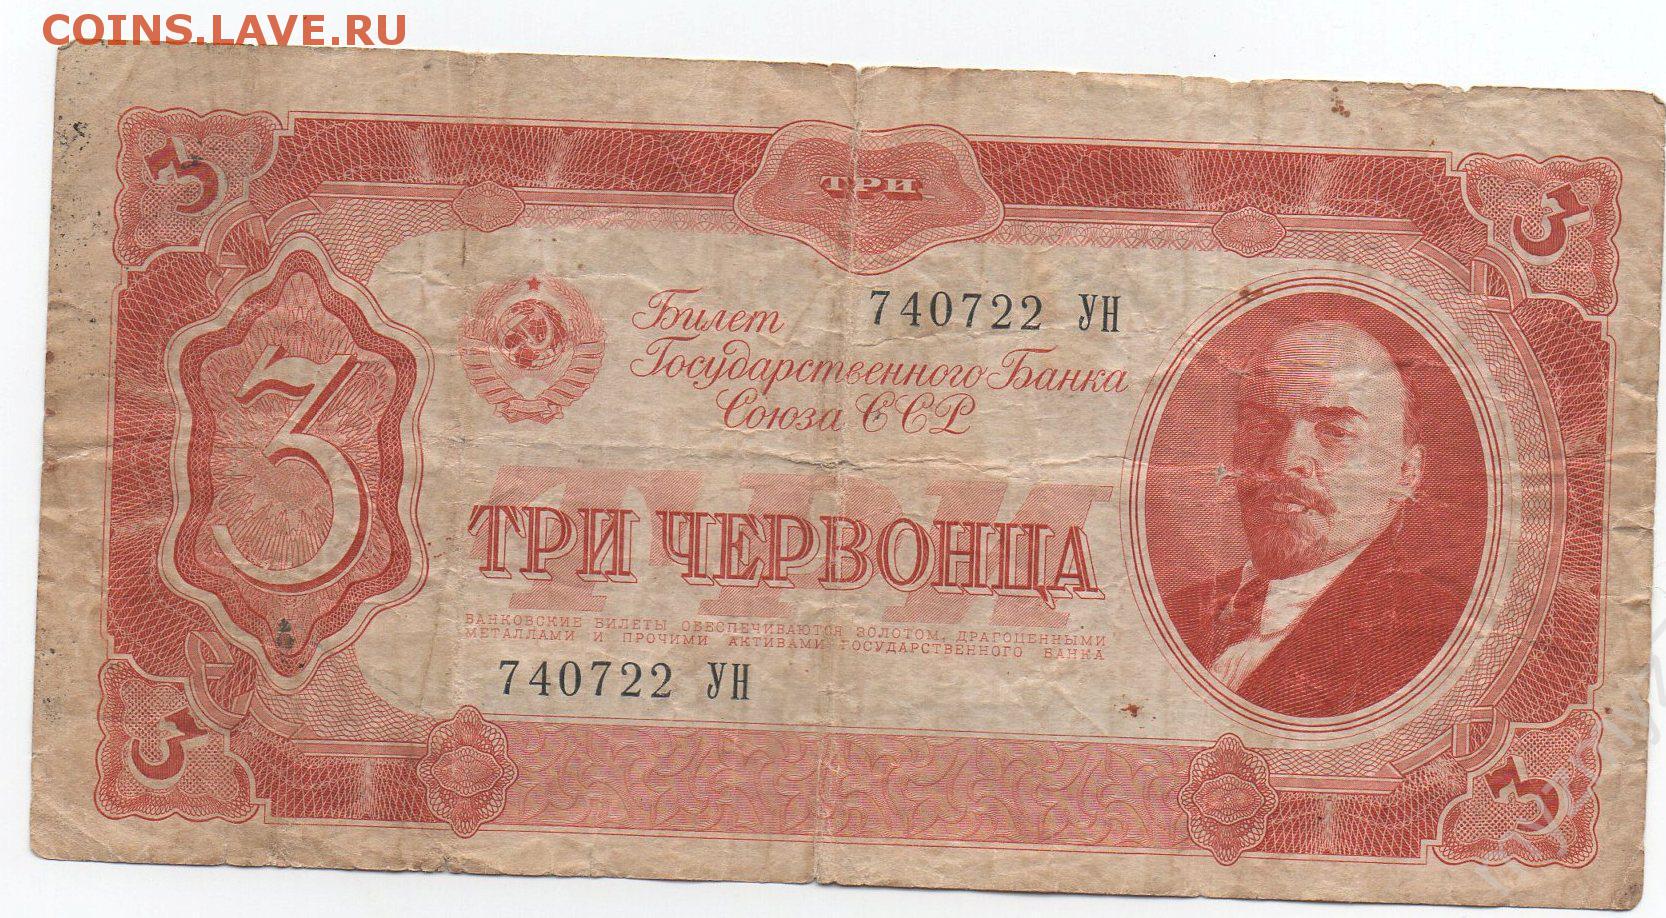 COINS.LAVE.RU
3
ТРИ
3
740722 УН
Билет
Государственного Банка
Союза ССР
3
ТРИ
ТРИ ЧЕРВОНЦА
БАНКОВСКИЕ БИЛЕТЫ ОБЕСПЕЧИВАЮТСЯ ЗОЛОТОМ, ДРАГОЦЕННЫМИ
МЕТАЛЛАМИ И ПРОЧИМИ АКТИВАМИ ГОСУДАРСТВЕННОГО БАНКА
740722 УН
3
3